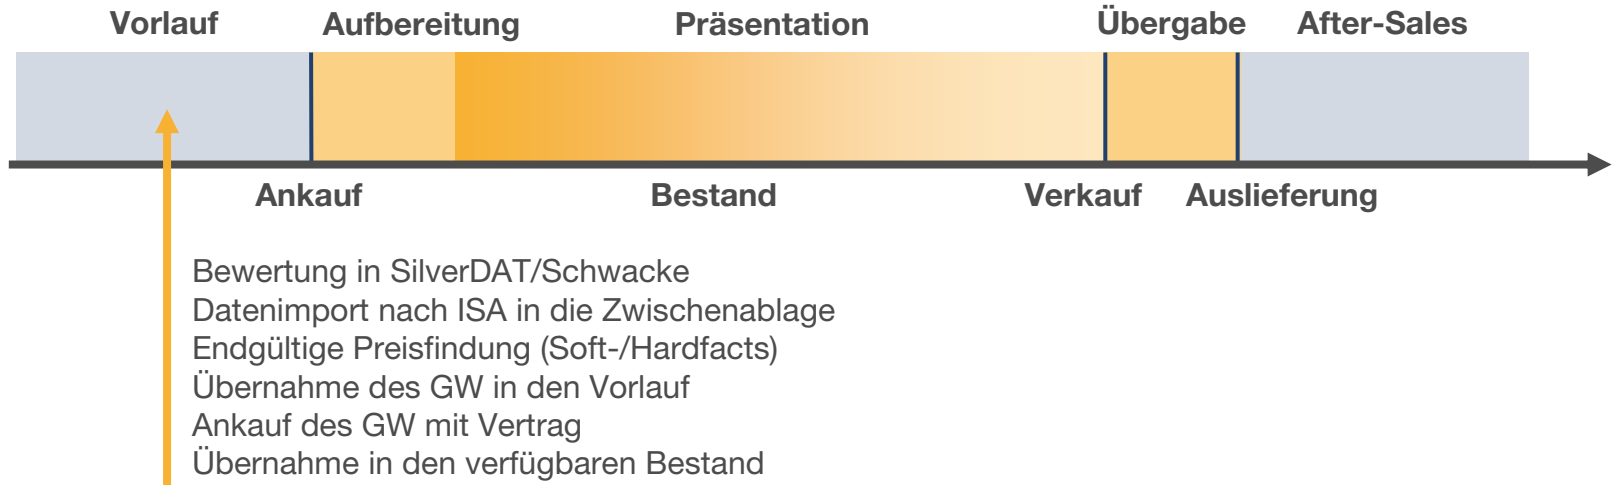 Vorlauf Aufbereitung Präsentation Übergabe After-Sales
Ankauf Bestand Verkauf Auslieferung
Bewertung in SilverDAT/Schwacke
Datenimport nach ISA in die Zwischenablage
Endgültige Preisfindung (Soft-/Hardfacts)
Übernahme des GW in den Vorlauf
Ankauf des GW mit Vertrag
Übernahme in den verfügbaren Bestand